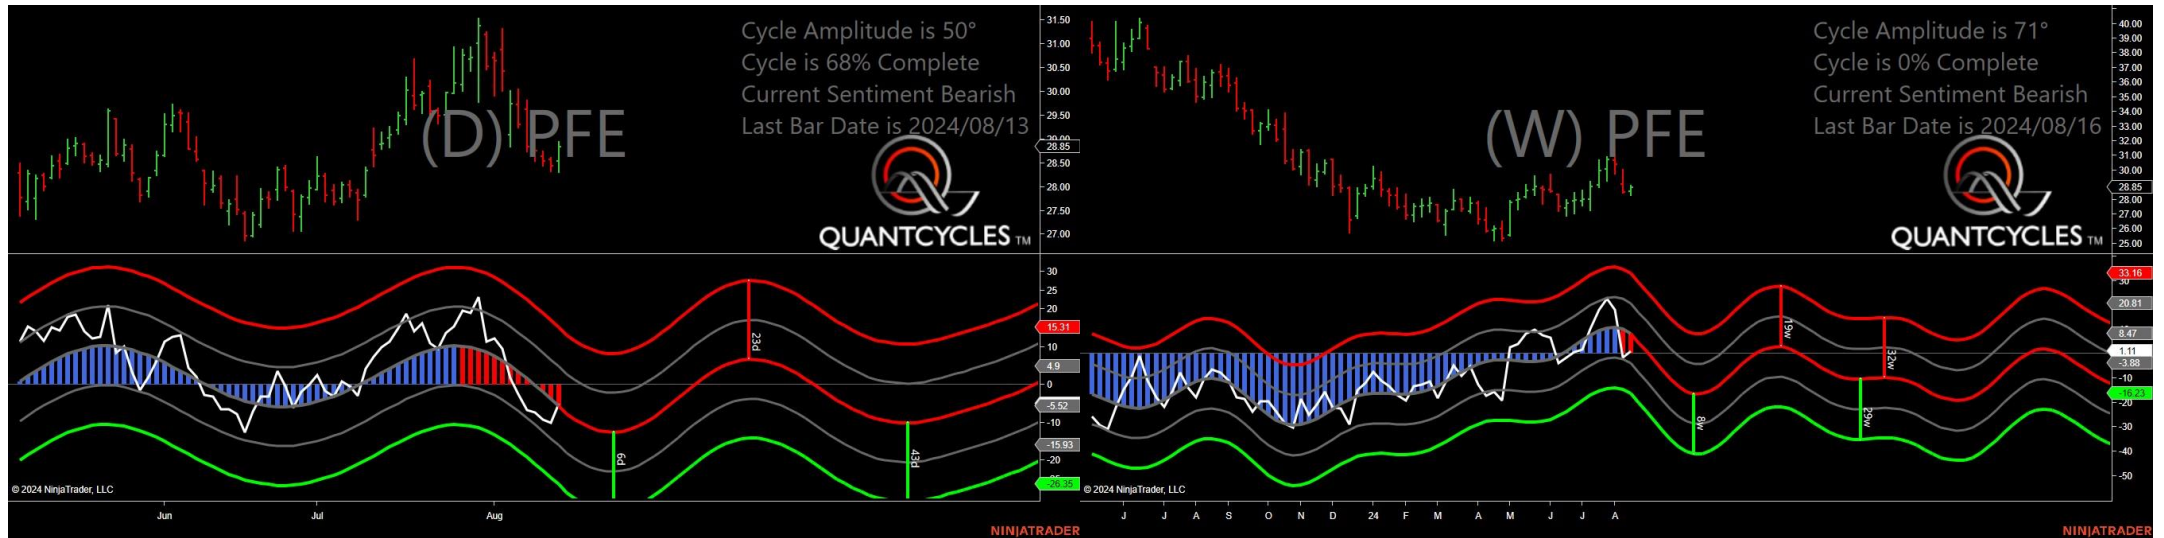 Cycle Amplitude is 50°
Cycle is 68% Complete
Current Sentiment Bearish
Last Bar Date is 2024/08/13
(D) PFE
QUANTCYCLES TM
31.50
31.00
30.50
30.00
29.50
29.00
28.85
28.50
28.00
27.50
27.00
30
25
20
15.31
10
4.9
0
-5.52
-10
-15.93
-20
-26.35
23d
6d
43d
© 2024 NinjaTrader, LLC
Jun Jul Aug
NINJATRADER
Cycle Amplitude is 71°
Cycle is 0% Complete
Current Sentiment Bearish
Last Bar Date is 2024/08/16
(W) PFE
QUANTCYCLES TM
40.00
39.00
38.00
37.00
36.00
35.00
34.00
33.00
32.00
31.00
30.00
28.85
28.00
27.00
26.00
25.00
33.16
30
20.81
8.47
1.11
-3.88
-10
-16.23
-20
-30
-40
-50
19w
32w
8w
29w
© 2024 NinjaTrader, LLC
J J A S O N D 24 F M A M J J A
NINJATRADER